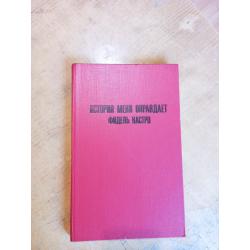 ИСТОРИЯ МЕНЯ ОПРАВДАЕТ
ФИДЕЛЬ КАСТРО